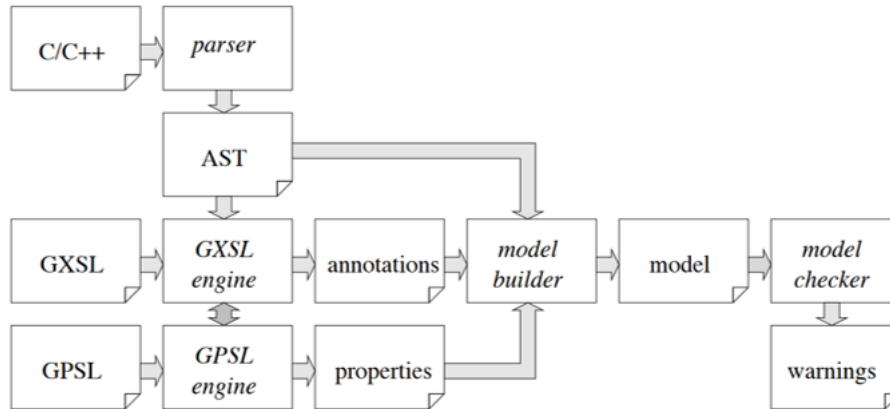 C/C++
parser
AST
GXSL
GXSL
engine
annotations
model
builder
model
model
checker
GPSL
GPSL
engine
properties
warnings